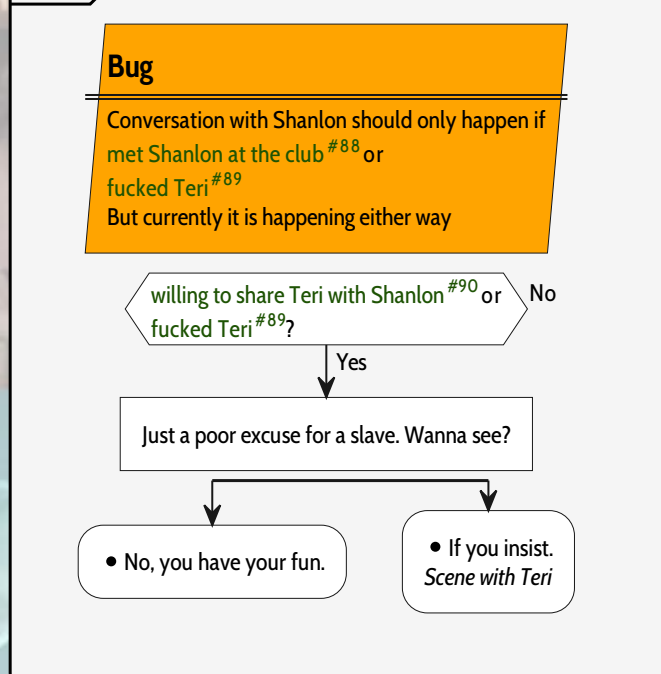 Bug
Conversation with Shanlon should only happen if
met Shanlon at the club #88 or
fucked Teri #89
But currently it is happening either way
willing to share Teri with Shanlon #90 or
fucked Teri #89?
No
Yes
Just a poor excuse for a slave. Wanna see?
• No, you have your fun.
• If you insist.
Scene with Teri